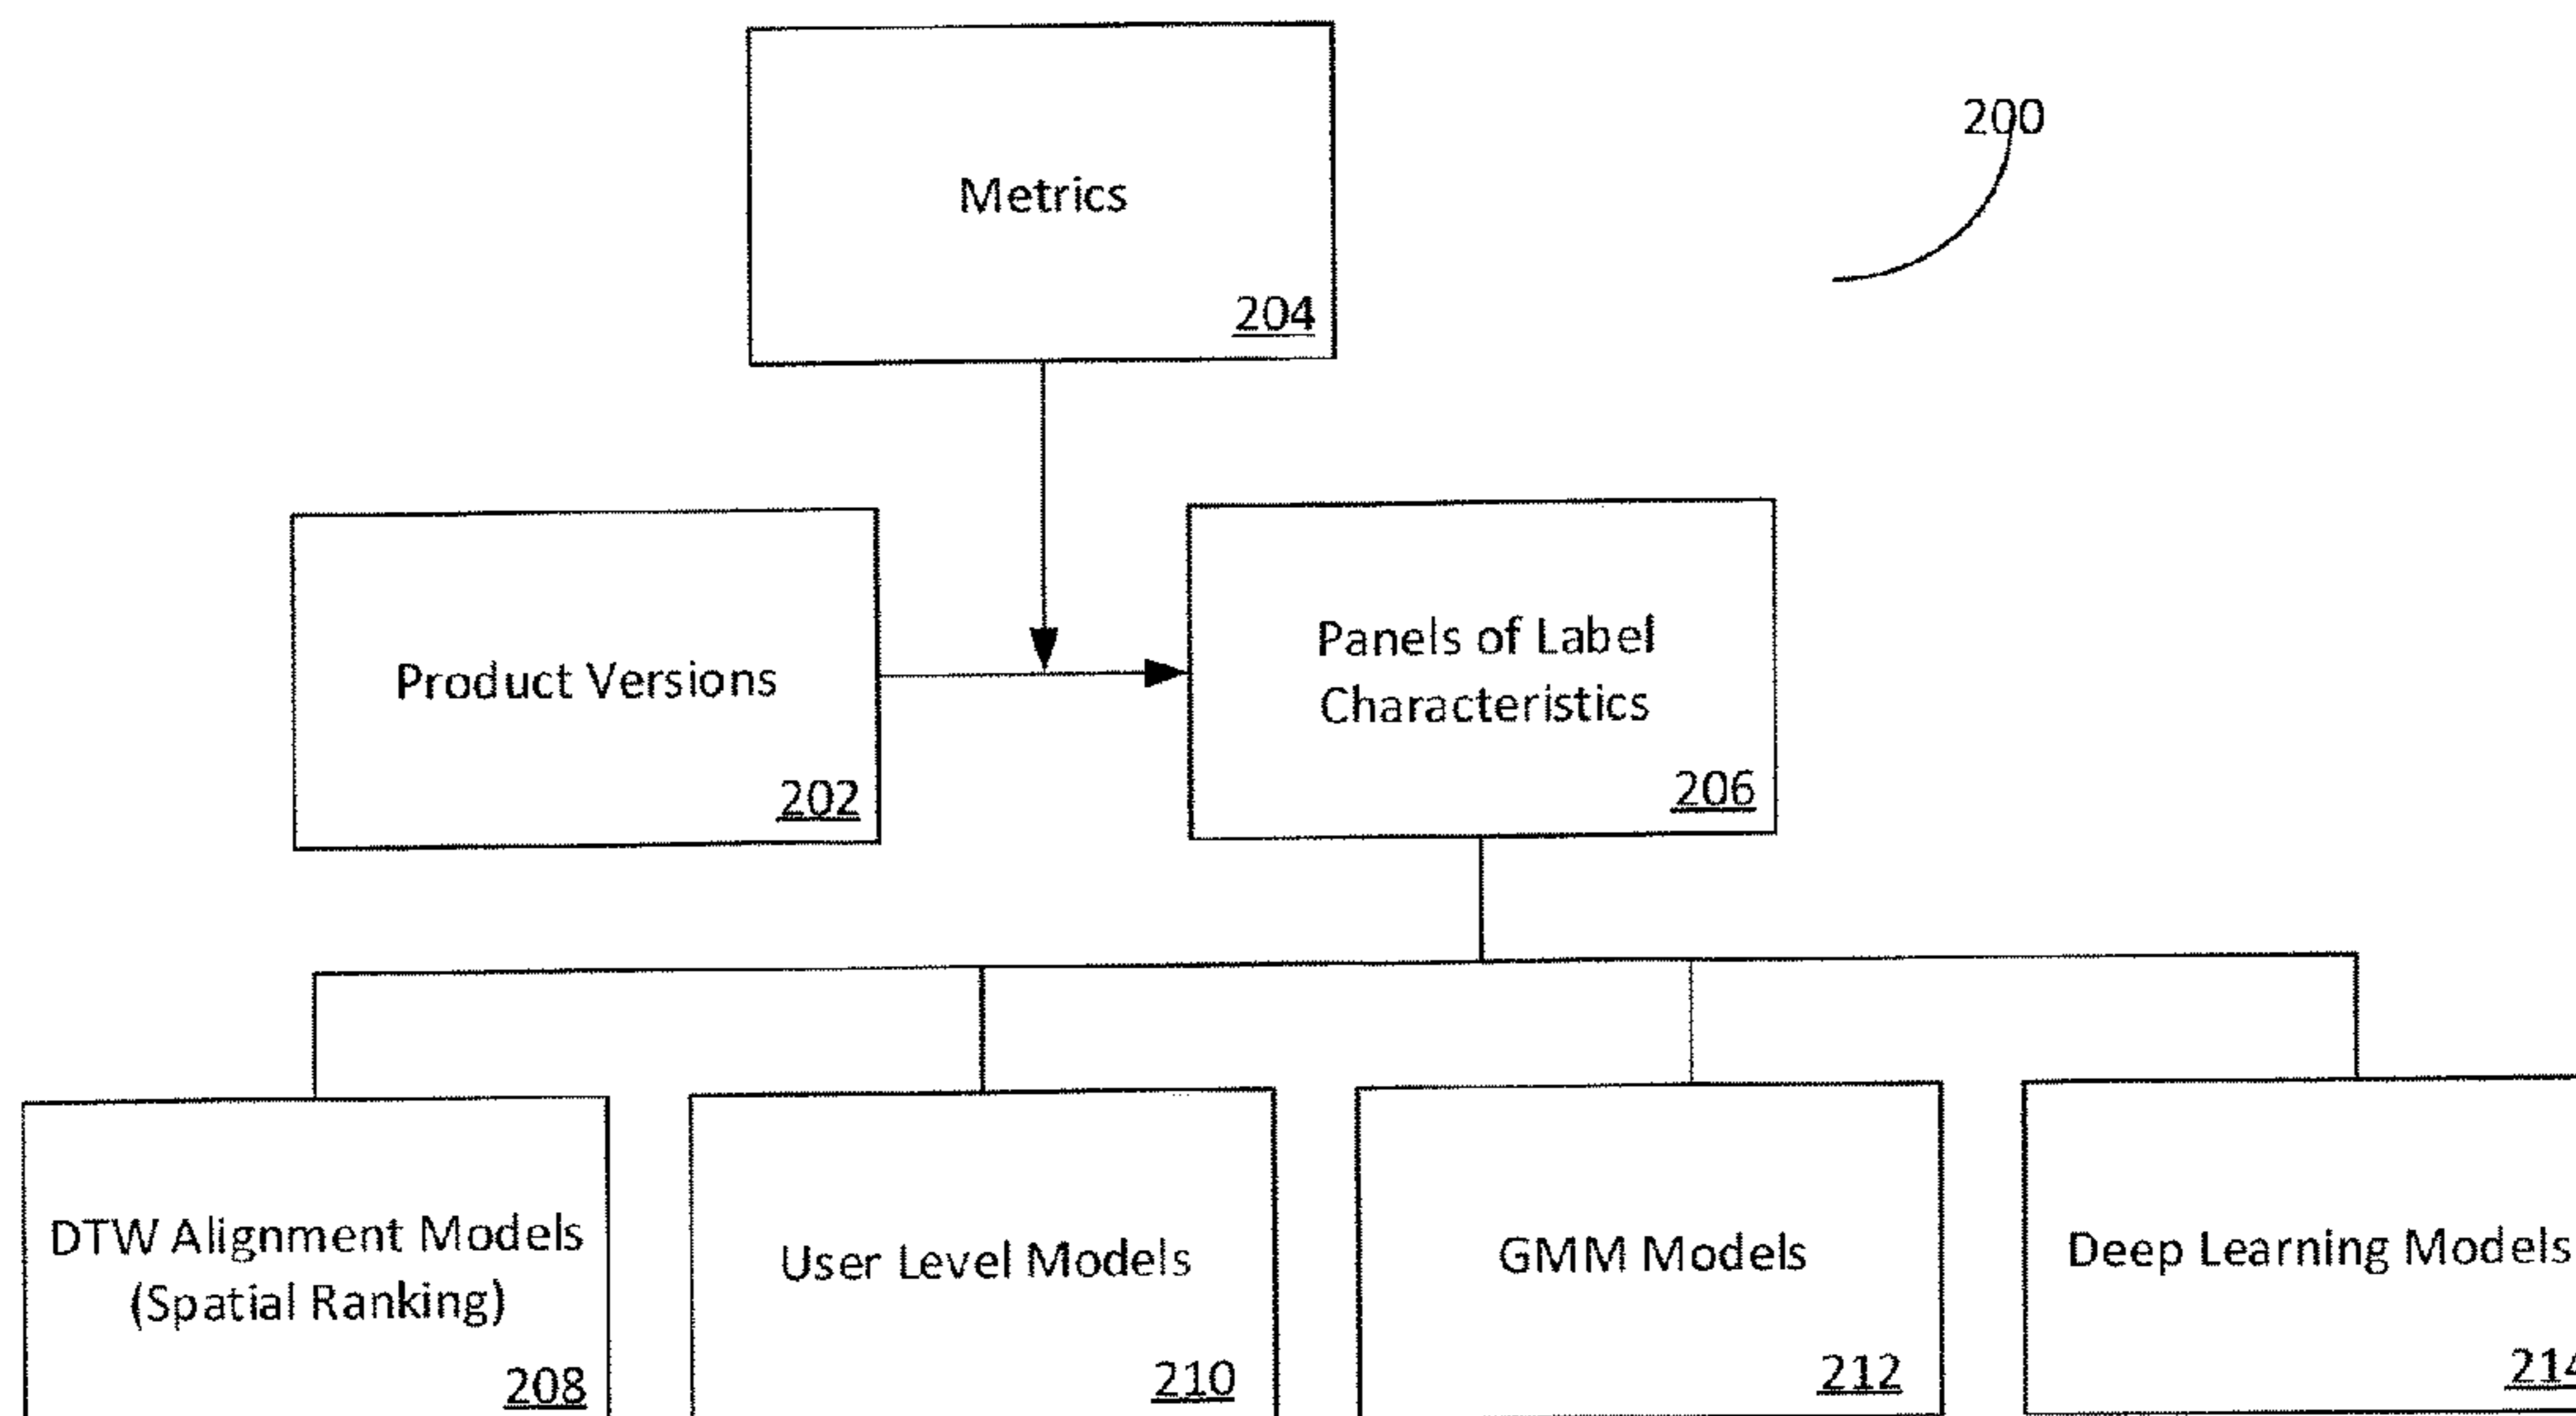 Metrics
204
200
Product Versions
202
Panels of Label
Characteristics
206
DTW Alignment Models
(Spatial Ranking)
208
User Level Models
210
GMM Models
212
Deep Learning Models
214